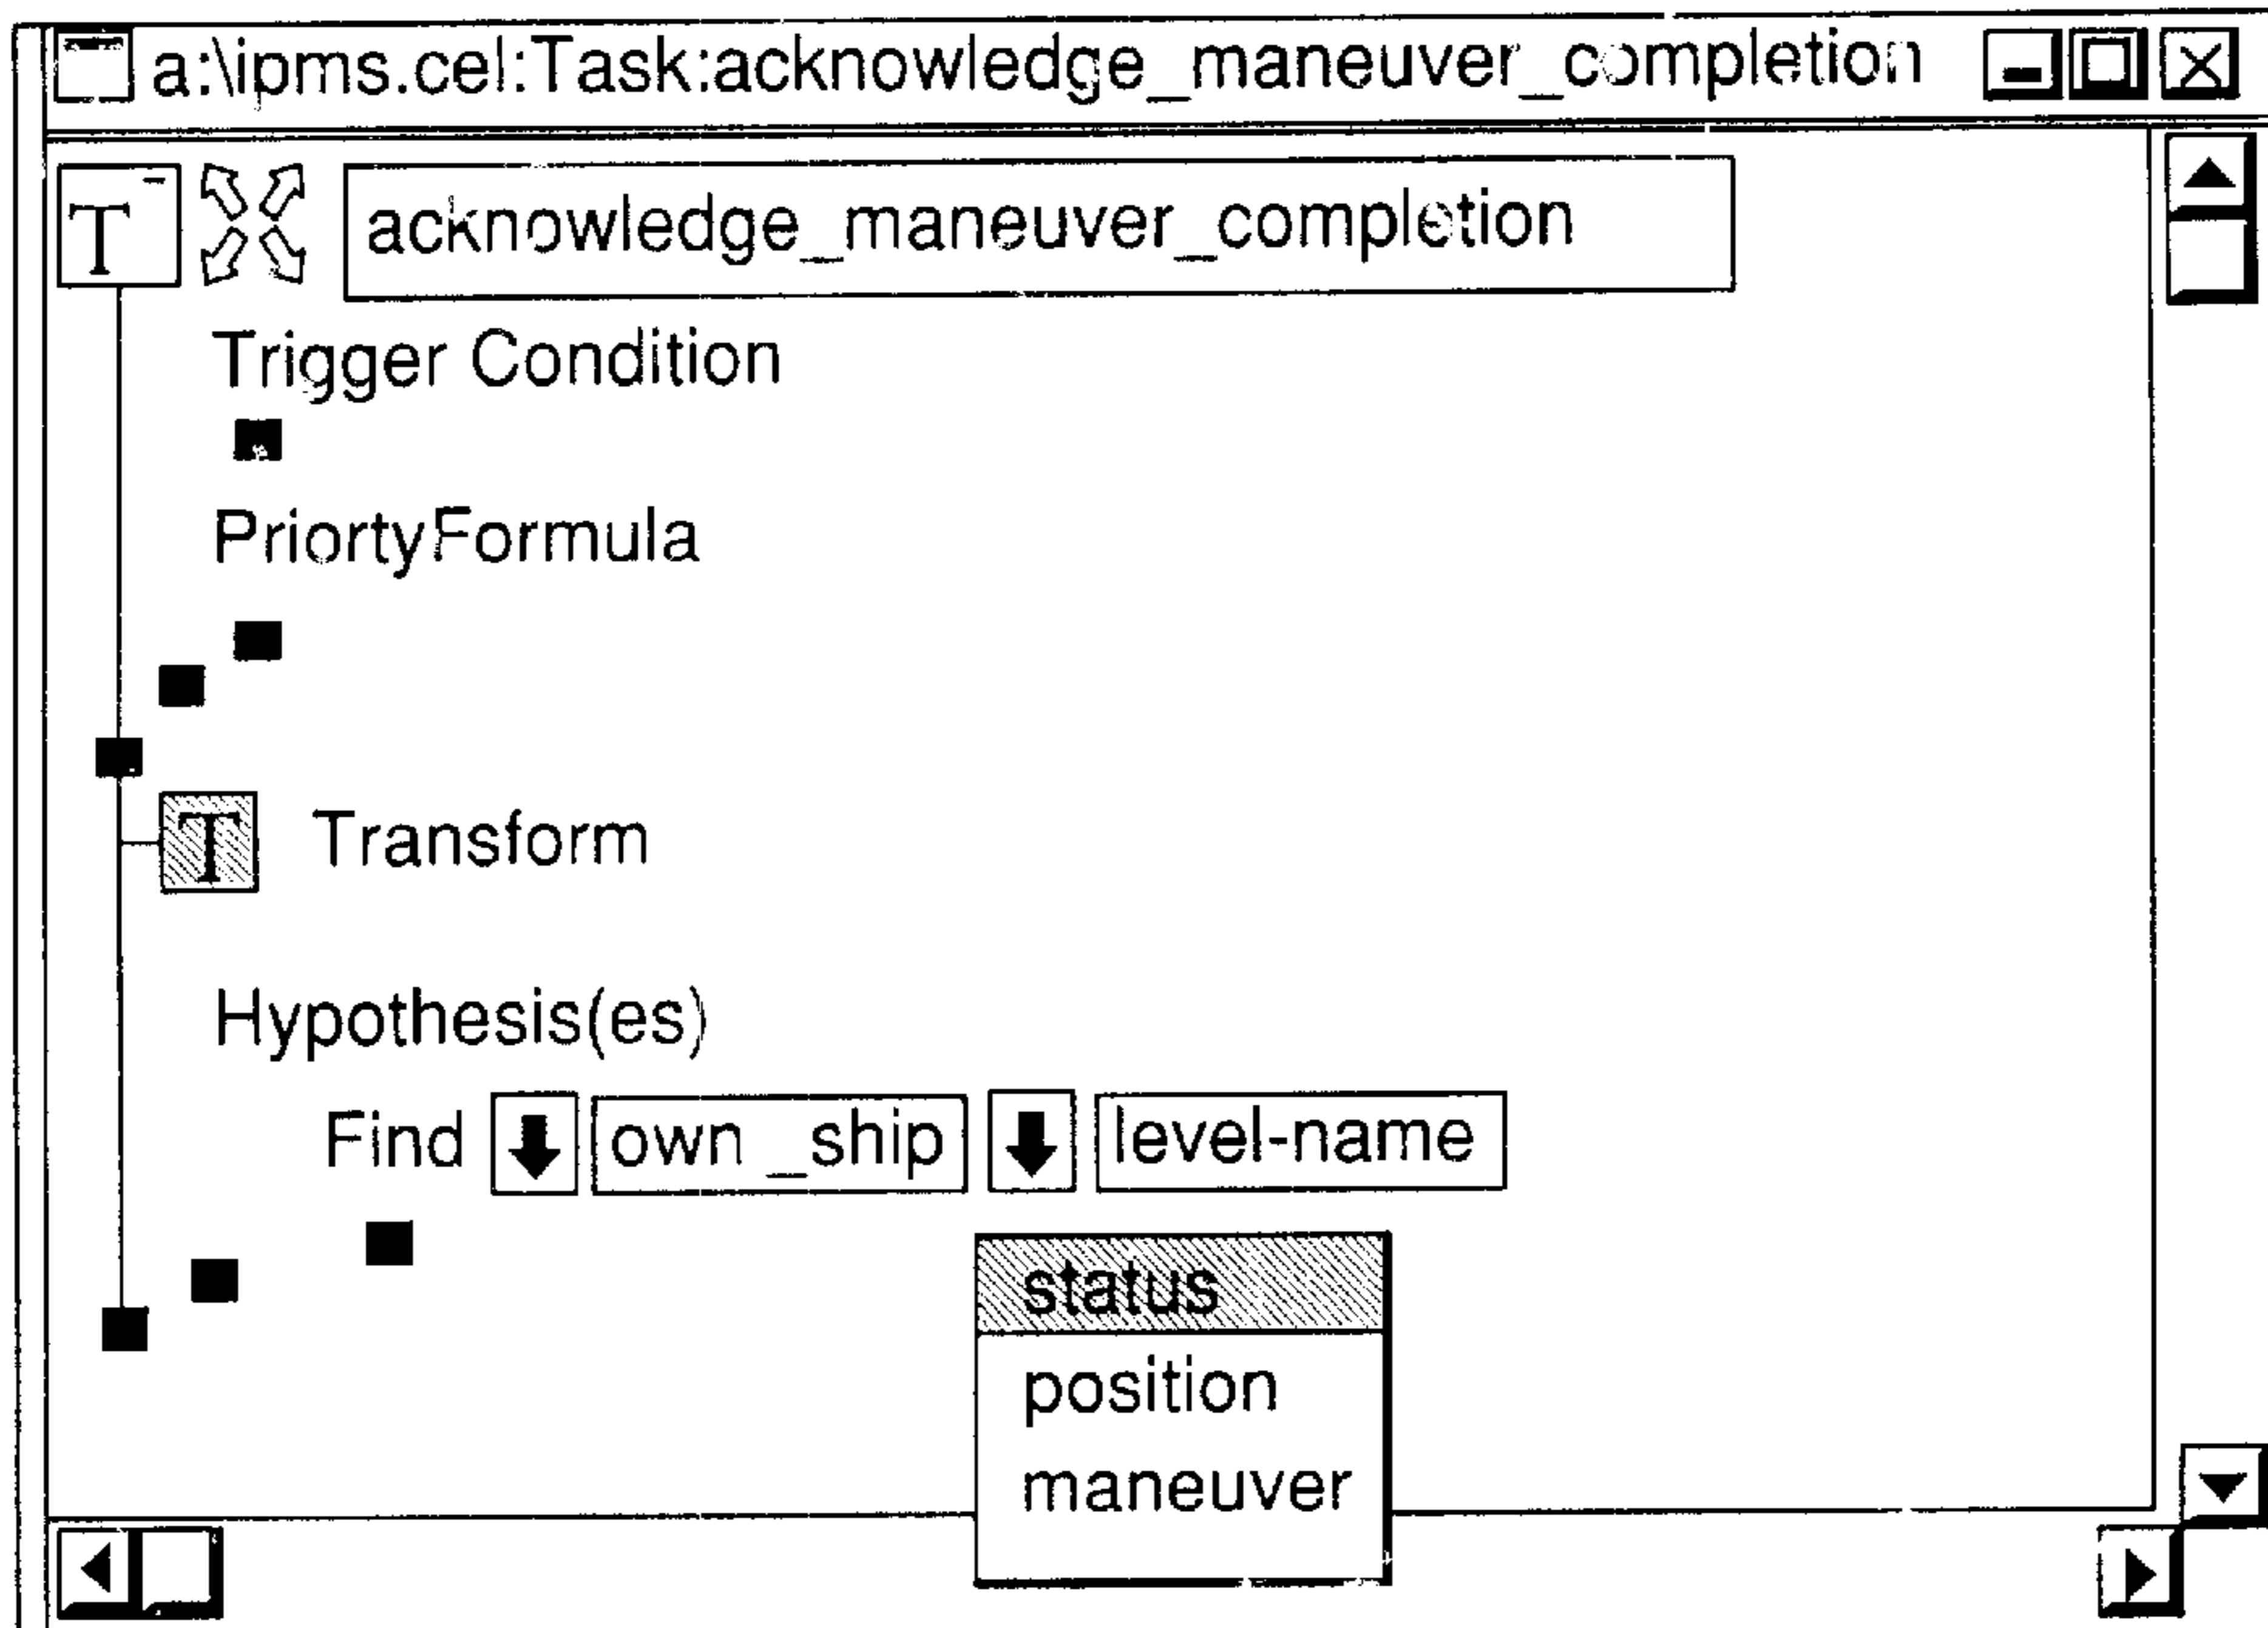 a:\ipms.cel:Task:acknowledge_maneuver_completion
T acknowledge_maneuver_completion
Trigger Condition
PriortyFormula
T Transform
Hypothesis(es)
Find own _ship level-name
status
position
maneuver